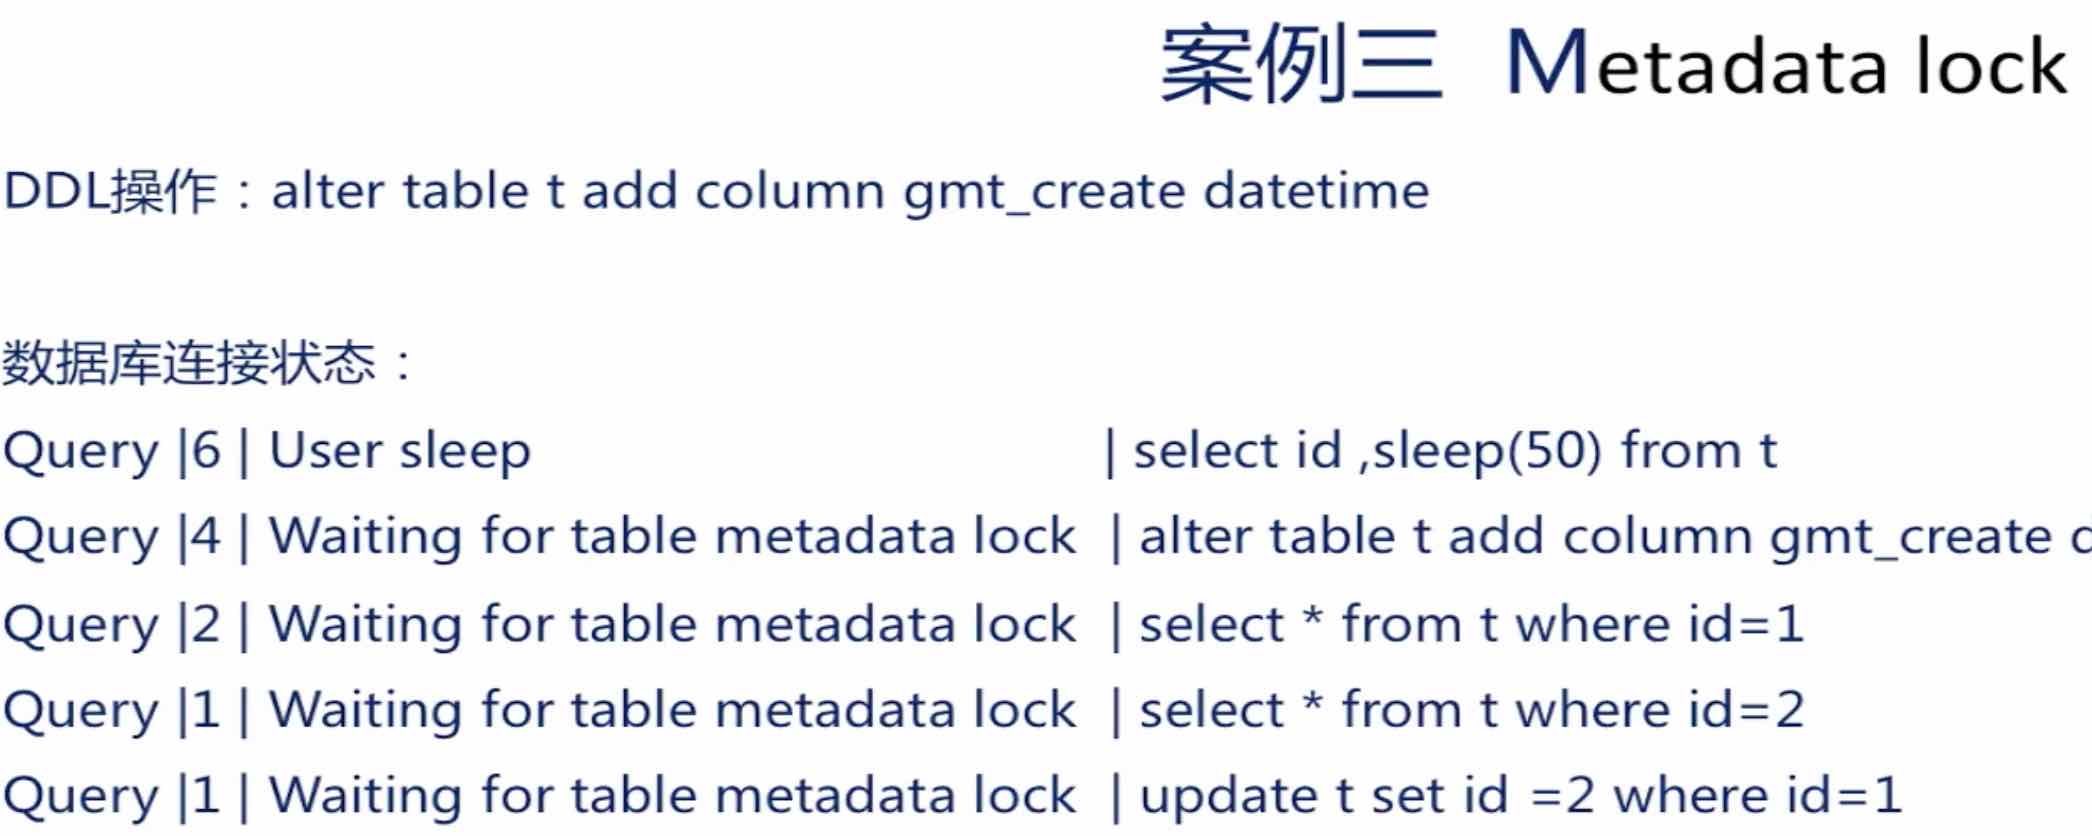 案例三 Metadata lock
DDL操作：alter table t add column gmt_create datetime
数据库连接状态：
Query |6 | User sleep | select id ,sleep(50) from t
Query |4 | Waiting for table metadata lock | alter table t add column gmt_create
Query |2 | Waiting for table metadata lock | select * from t where id=1
Query |1 | Waiting for table metadata lock | select * from t where id=2
Query |1 | Waiting for table metadata lock | update t set id =2 where id=1